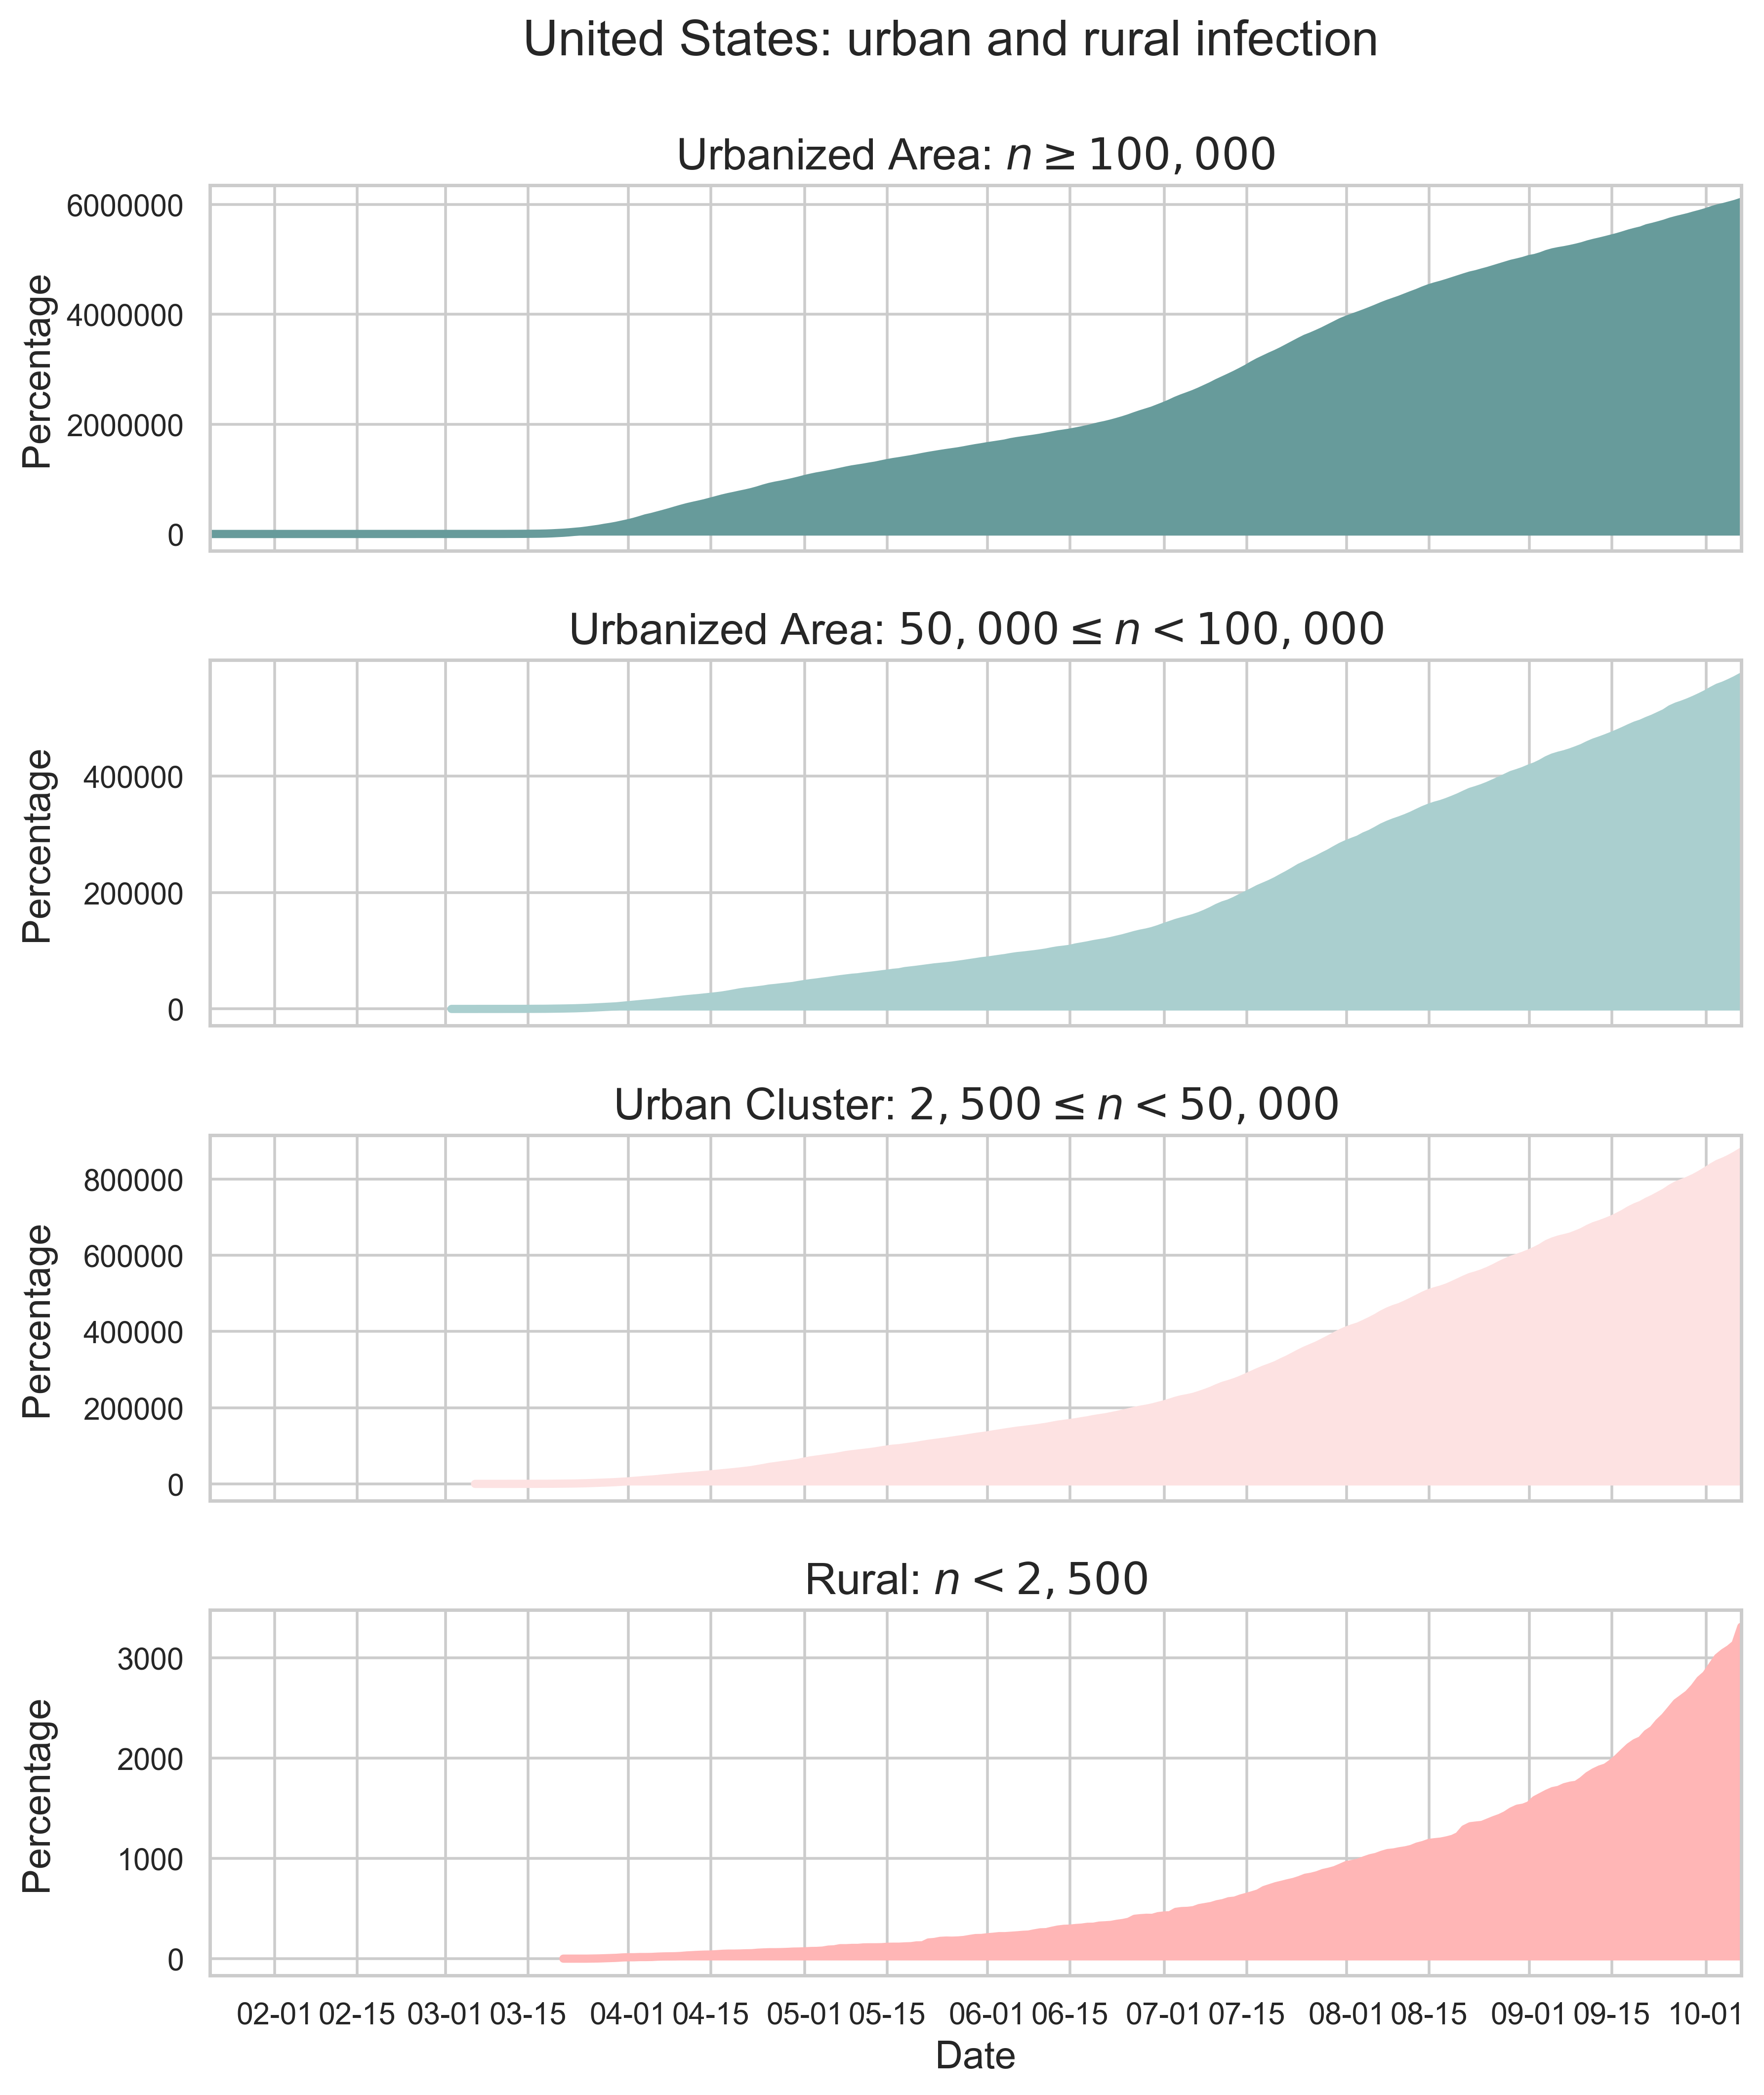 United States: urban and rural infection
Urbanized Area: n ≥ 100,000
Percentage
6000000
4000000
2000000
0
Urbanized Area: 50,000 ≤ n < 100,000
Percentage
400000
200000
0
Urban Cluster: 2,500 ≤ n < 50,000
Percentage
800000
600000
400000
200000
0
Rural: n < 2,500
Percentage
3000
2000
1000
0
02-01 02-15 03-01 03-15 04-01 04-15 05-01 05-15 06-01 06-15 07-01 07-15 08-01 08-15 09-01 09-15 10-01
Date